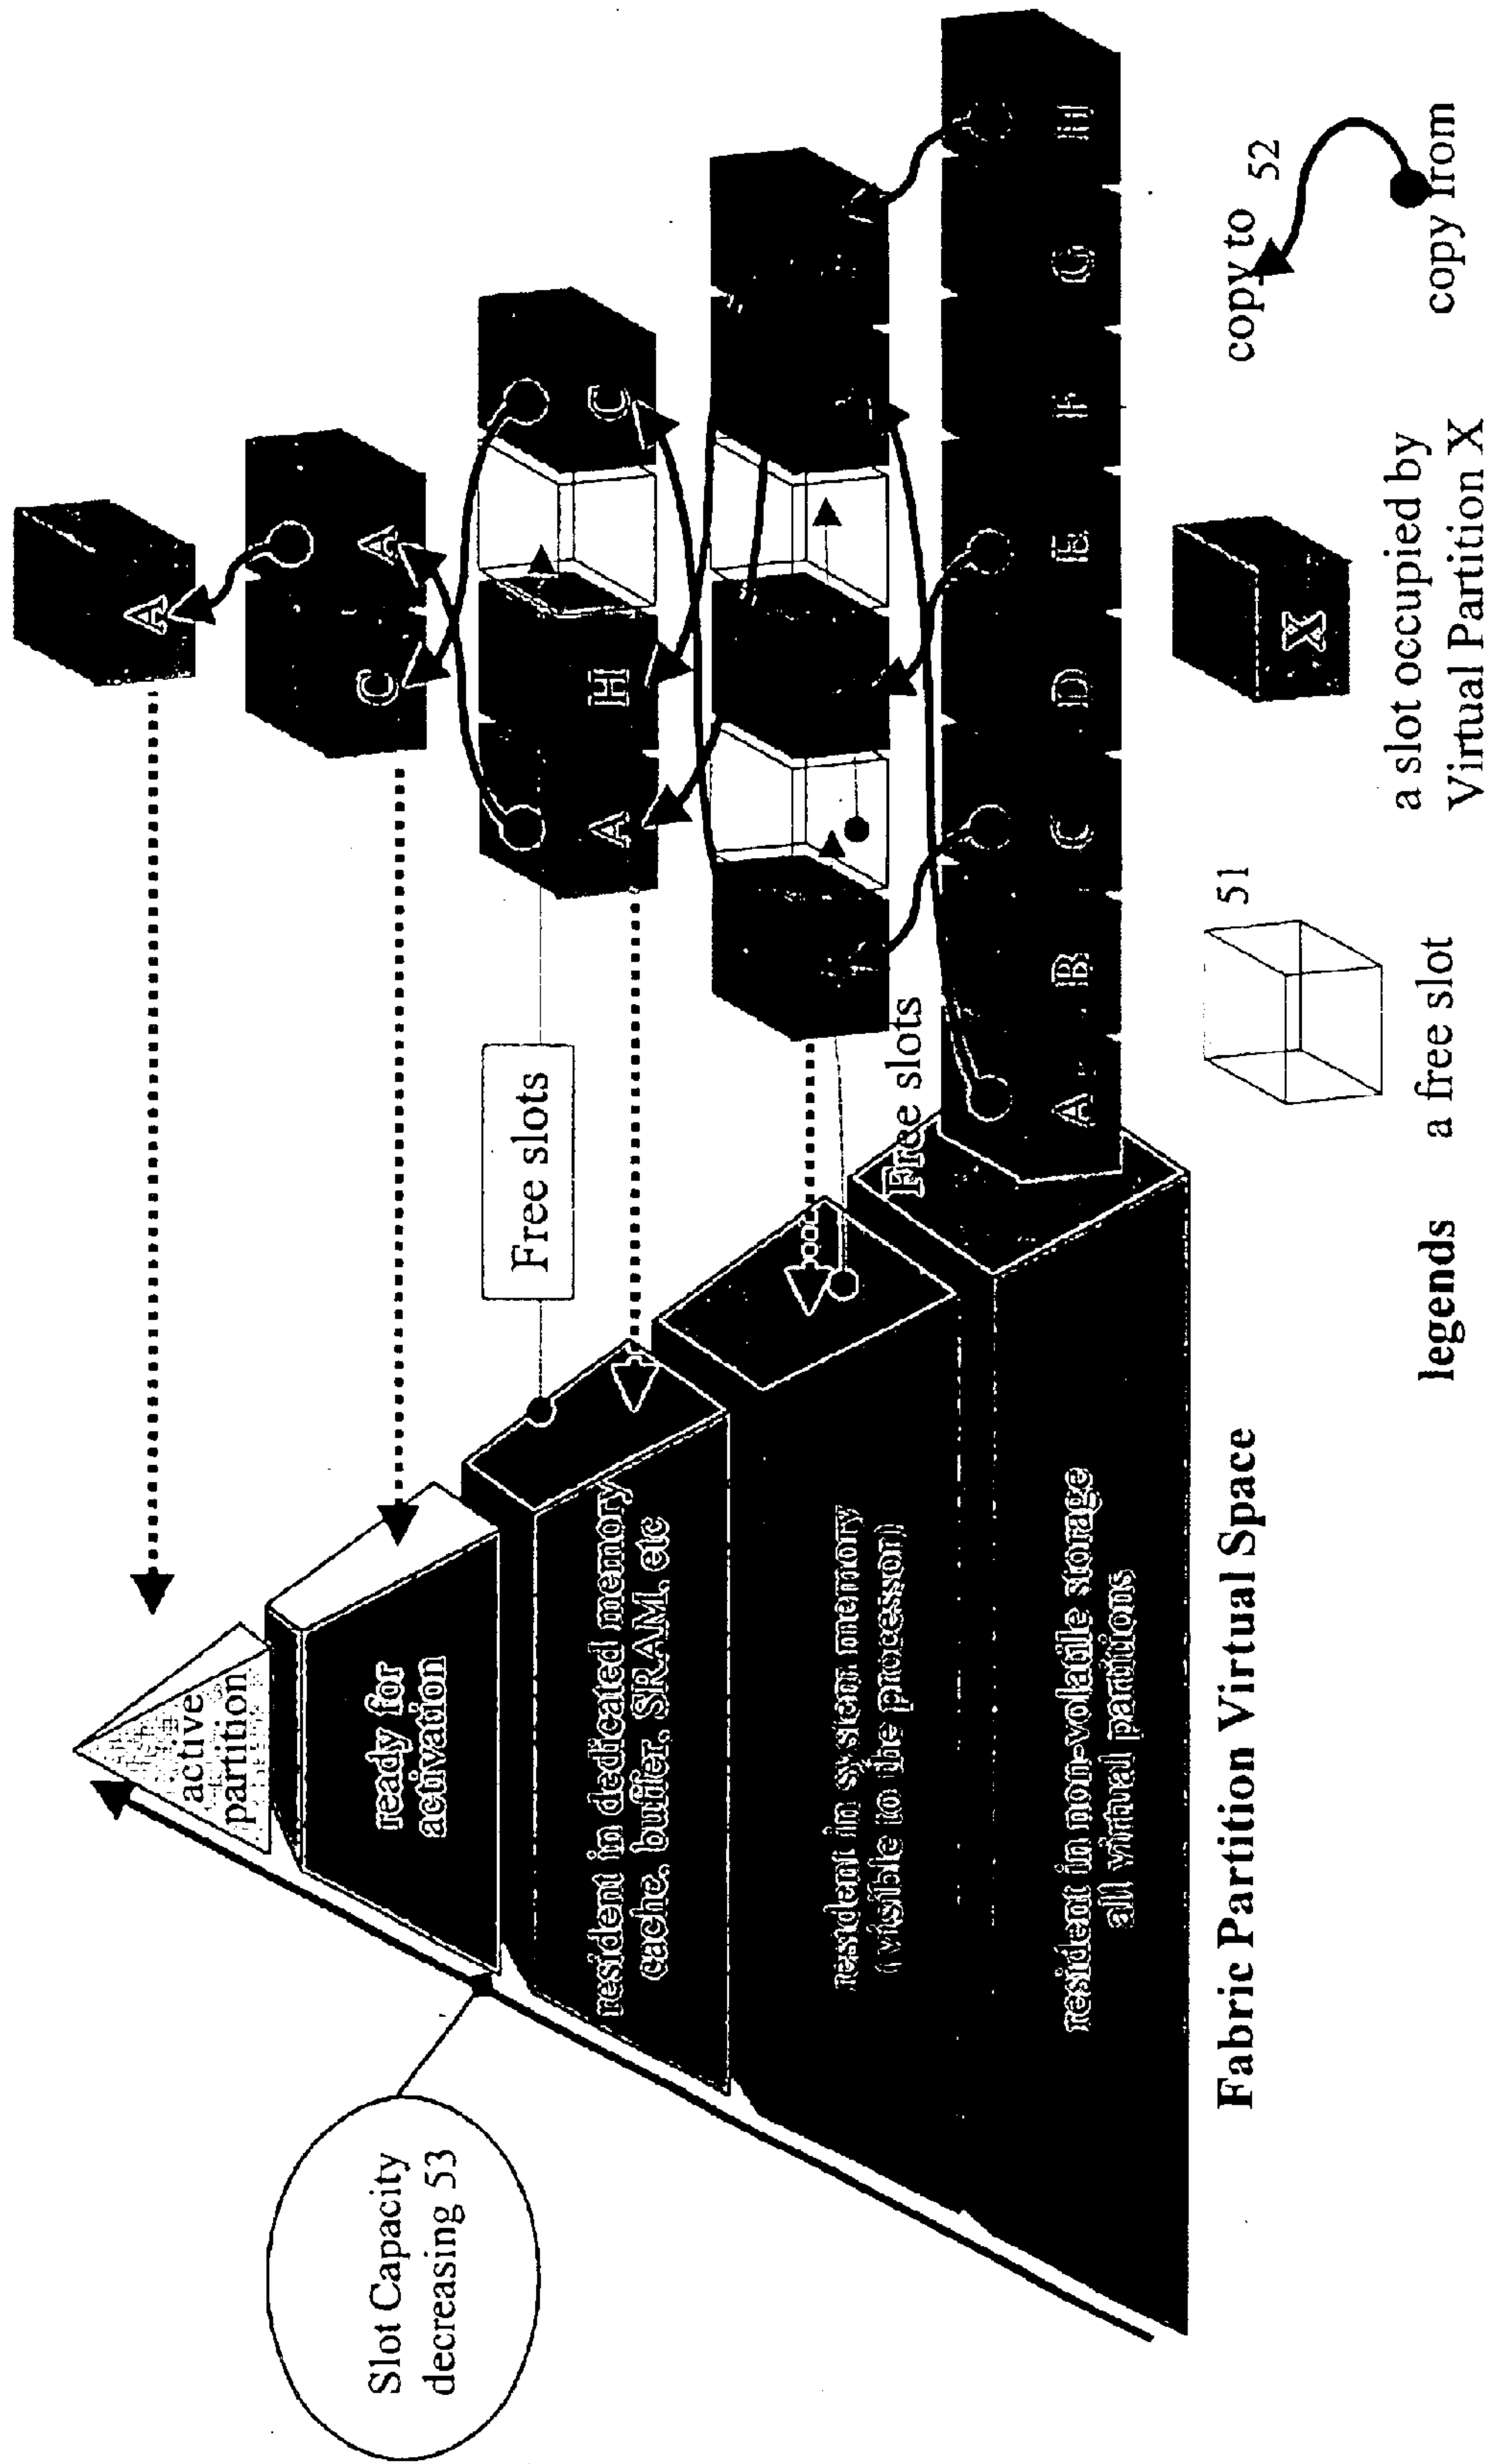 Slot Capacity
decreasing 53
active
partition
ready for
activation
resident in dedicated memory
cache, buffer, SRAM, etc
resident in system memory
(visible to the processor)
resident in non-volatile storage
all virtual partitions
Fabric Partition Virtual Space
Free slots
Free slots
A
C
A
A
H
C
A
B
C
D
E
F
G
H
legends
51
a free slot
X
a slot occupied by
Virtual Partition X
copy to
52
copy from